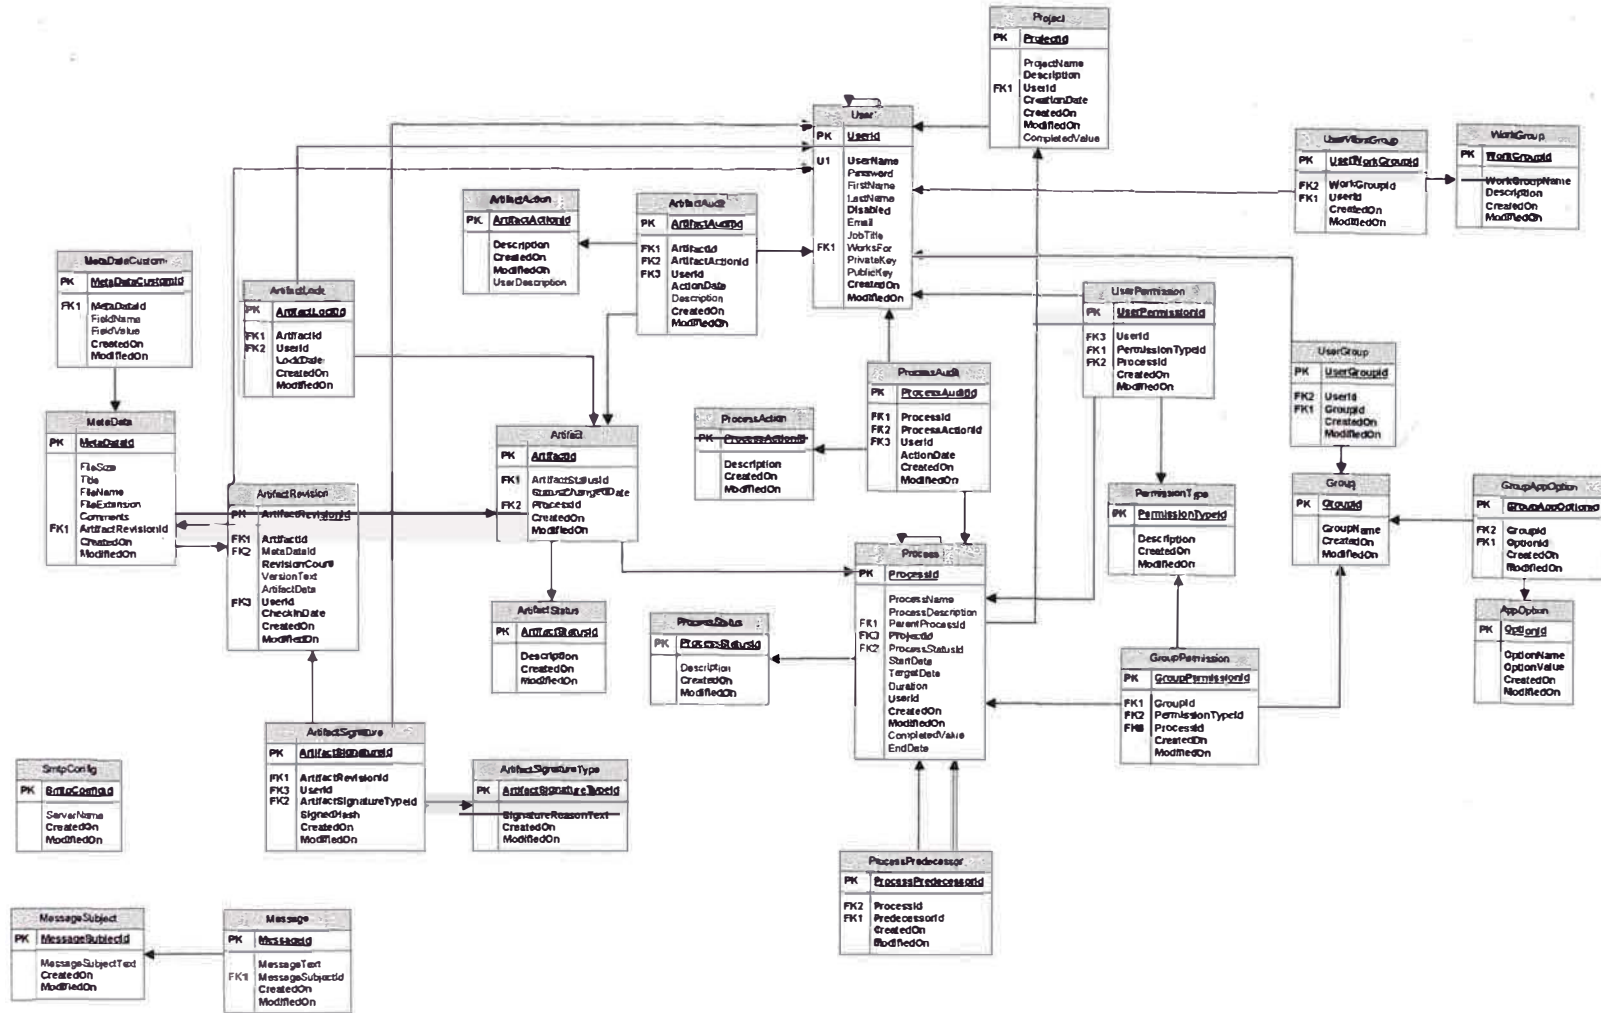 Project
PK ProjectId
ProjectName
Description
FK1 UserId
CreationDate
CreatedOn
ModifiedOn
CompletedValue
User
PK UserId
U1 UserName
Password
FirstName
LastName
Disabled
Email
JobTitle
FK1 WorksFor
PrivateKey
PublicKey
CreatedOn
ModifiedOn
UserWorkGroup
PK UserWorkGroupId
FK2 WorkGroupId
FK1 UserId
CreatedOn
ModifiedOn
WorkGroup
PK WorkGroupId
WorkGroupName
Description
CreatedOn
ModifiedOn
ArtifactAction
PK ArtifactActionId
Description
CreatedOn
ModifiedOn
UserDescription
ArtifactAudit
PK ArtifactAuditId
FK1 ArtifactId
FK2 ArtifactActionId
FK3 UserId
ActionDate
Description
CreatedOn
ModifiedOn
MetaDataCustom
PK MetaDataCustomId
FK1 MetaDataId
FieldName
FieldValue
CreatedOn
ModifiedOn
ArtifactLock
PK ArtifactLockId
FK1 ArtifactId
FK2 UserId
LockDate
CreatedOn
ModifiedOn
UserPermission
PK UserPermissionId
FK3 UserId
FK1 PermissionTypeId
FK2 ProcessId
CreatedOn
ModifiedOn
UserGroup
PK UserGroupId
FK2 UserId
FK1 GroupId
CreatedOn
ModifiedOn
ProcessAudit
PK ProcessAuditId
FK1 ProcessId
FK2 ProcessActionId
FK3 UserId
ActionDate
CreatedOn
ModifiedOn
ProcessAction
PK ProcessActionId
Description
CreatedOn
ModifiedOn
MetaData
PK MetaDataId
FileSize
Title
FileName
FileExtension
Comments
FK1 ArtifactRevisionId
CreatedOn
ModifiedOn
Artifact
PK ArtifactId
FK1 ArtifactStatusId
StatusChangedDate
FK2 ProcessId
CreatedOn
ModifiedOn
ArtifactRevision
PK ArtifactRevisionId
FK1 ArtifactId
FK2 MetaDataId
RevisionCount
VersionText
ArtifactData
FK3 UserId
CheckInDate
CreatedOn
ModifiedOn
PermissionType
PK PermissionTypeId
Description
CreatedOn
ModifiedOn
Group
PK GroupId
GroupName
CreatedOn
ModifiedOn
GroupAppOption
PK GroupAppOptionId
FK2 GroupId
FK1 OptionId
CreatedOn
ModifiedOn
Process
PK ProcessId
ProcessName
ProcessDescription
FK1 ParentProcessId
FK3 ProjectId
FK2 ProcessStatusId
StartDate
TargetDate
Duration
UserId
CreatedOn
ModifiedOn
CompletedValue
EndDate
ArtifactStatus
PK ArtifactStatusId
Description
CreatedOn
ModifiedOn
ProcessStatus
PK ProcessStatusId
Description
CreatedOn
ModifiedOn
AppOption
PK OptionId
OptionName
OptionValue
CreatedOn
ModifiedOn
GroupPermission
PK GroupPermissionId
FK1 GroupId
FK2 PermissionTypeId
ProcessId
CreatedOn
ModifiedOn
ArtifactSignature
PK ArtifactSignatureId
FK1 ArtifactRevisionId
FK3 UserId
FK2 ArtifactSignatureTypeId
SignedHash
CreatedOn
ModifiedOn
ArtifactSignatureType
PK ArtifactSignatureTypeId
SignatureReasonText
CreatedOn
ModifiedOn
SmtpConfig
PK SmtpConfigId
ServerName
CreatedOn
ModifiedOn
ProcessPredecessor
PK ProcessPredecessorId
FK2 ProcessId
FK1 PredecessorId
CreatedOn
ModifiedOn
MessageSubject
PK MessageSubjectId
MessageSubjectText
CreatedOn
ModifiedOn
Message
PK MessageId
MessageText
FK1 MessageSubjectId
CreatedOn
ModifiedOn